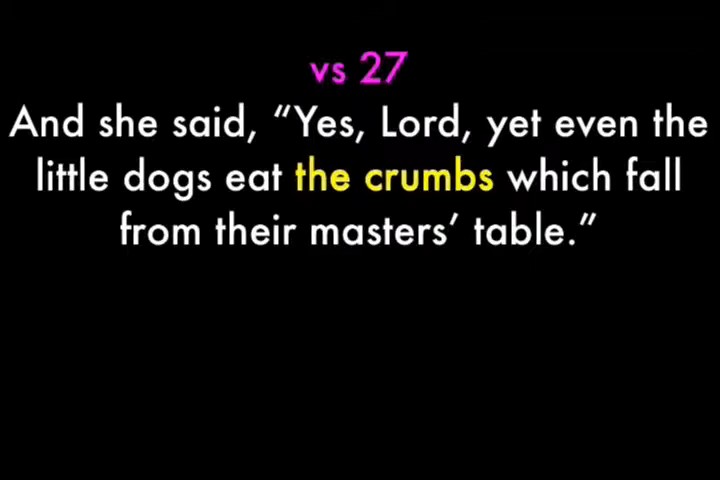 vs 27
And she said, “Yes, Lord, yet even the
little dogs eat the crumbs which fall
from their masters’ table.”